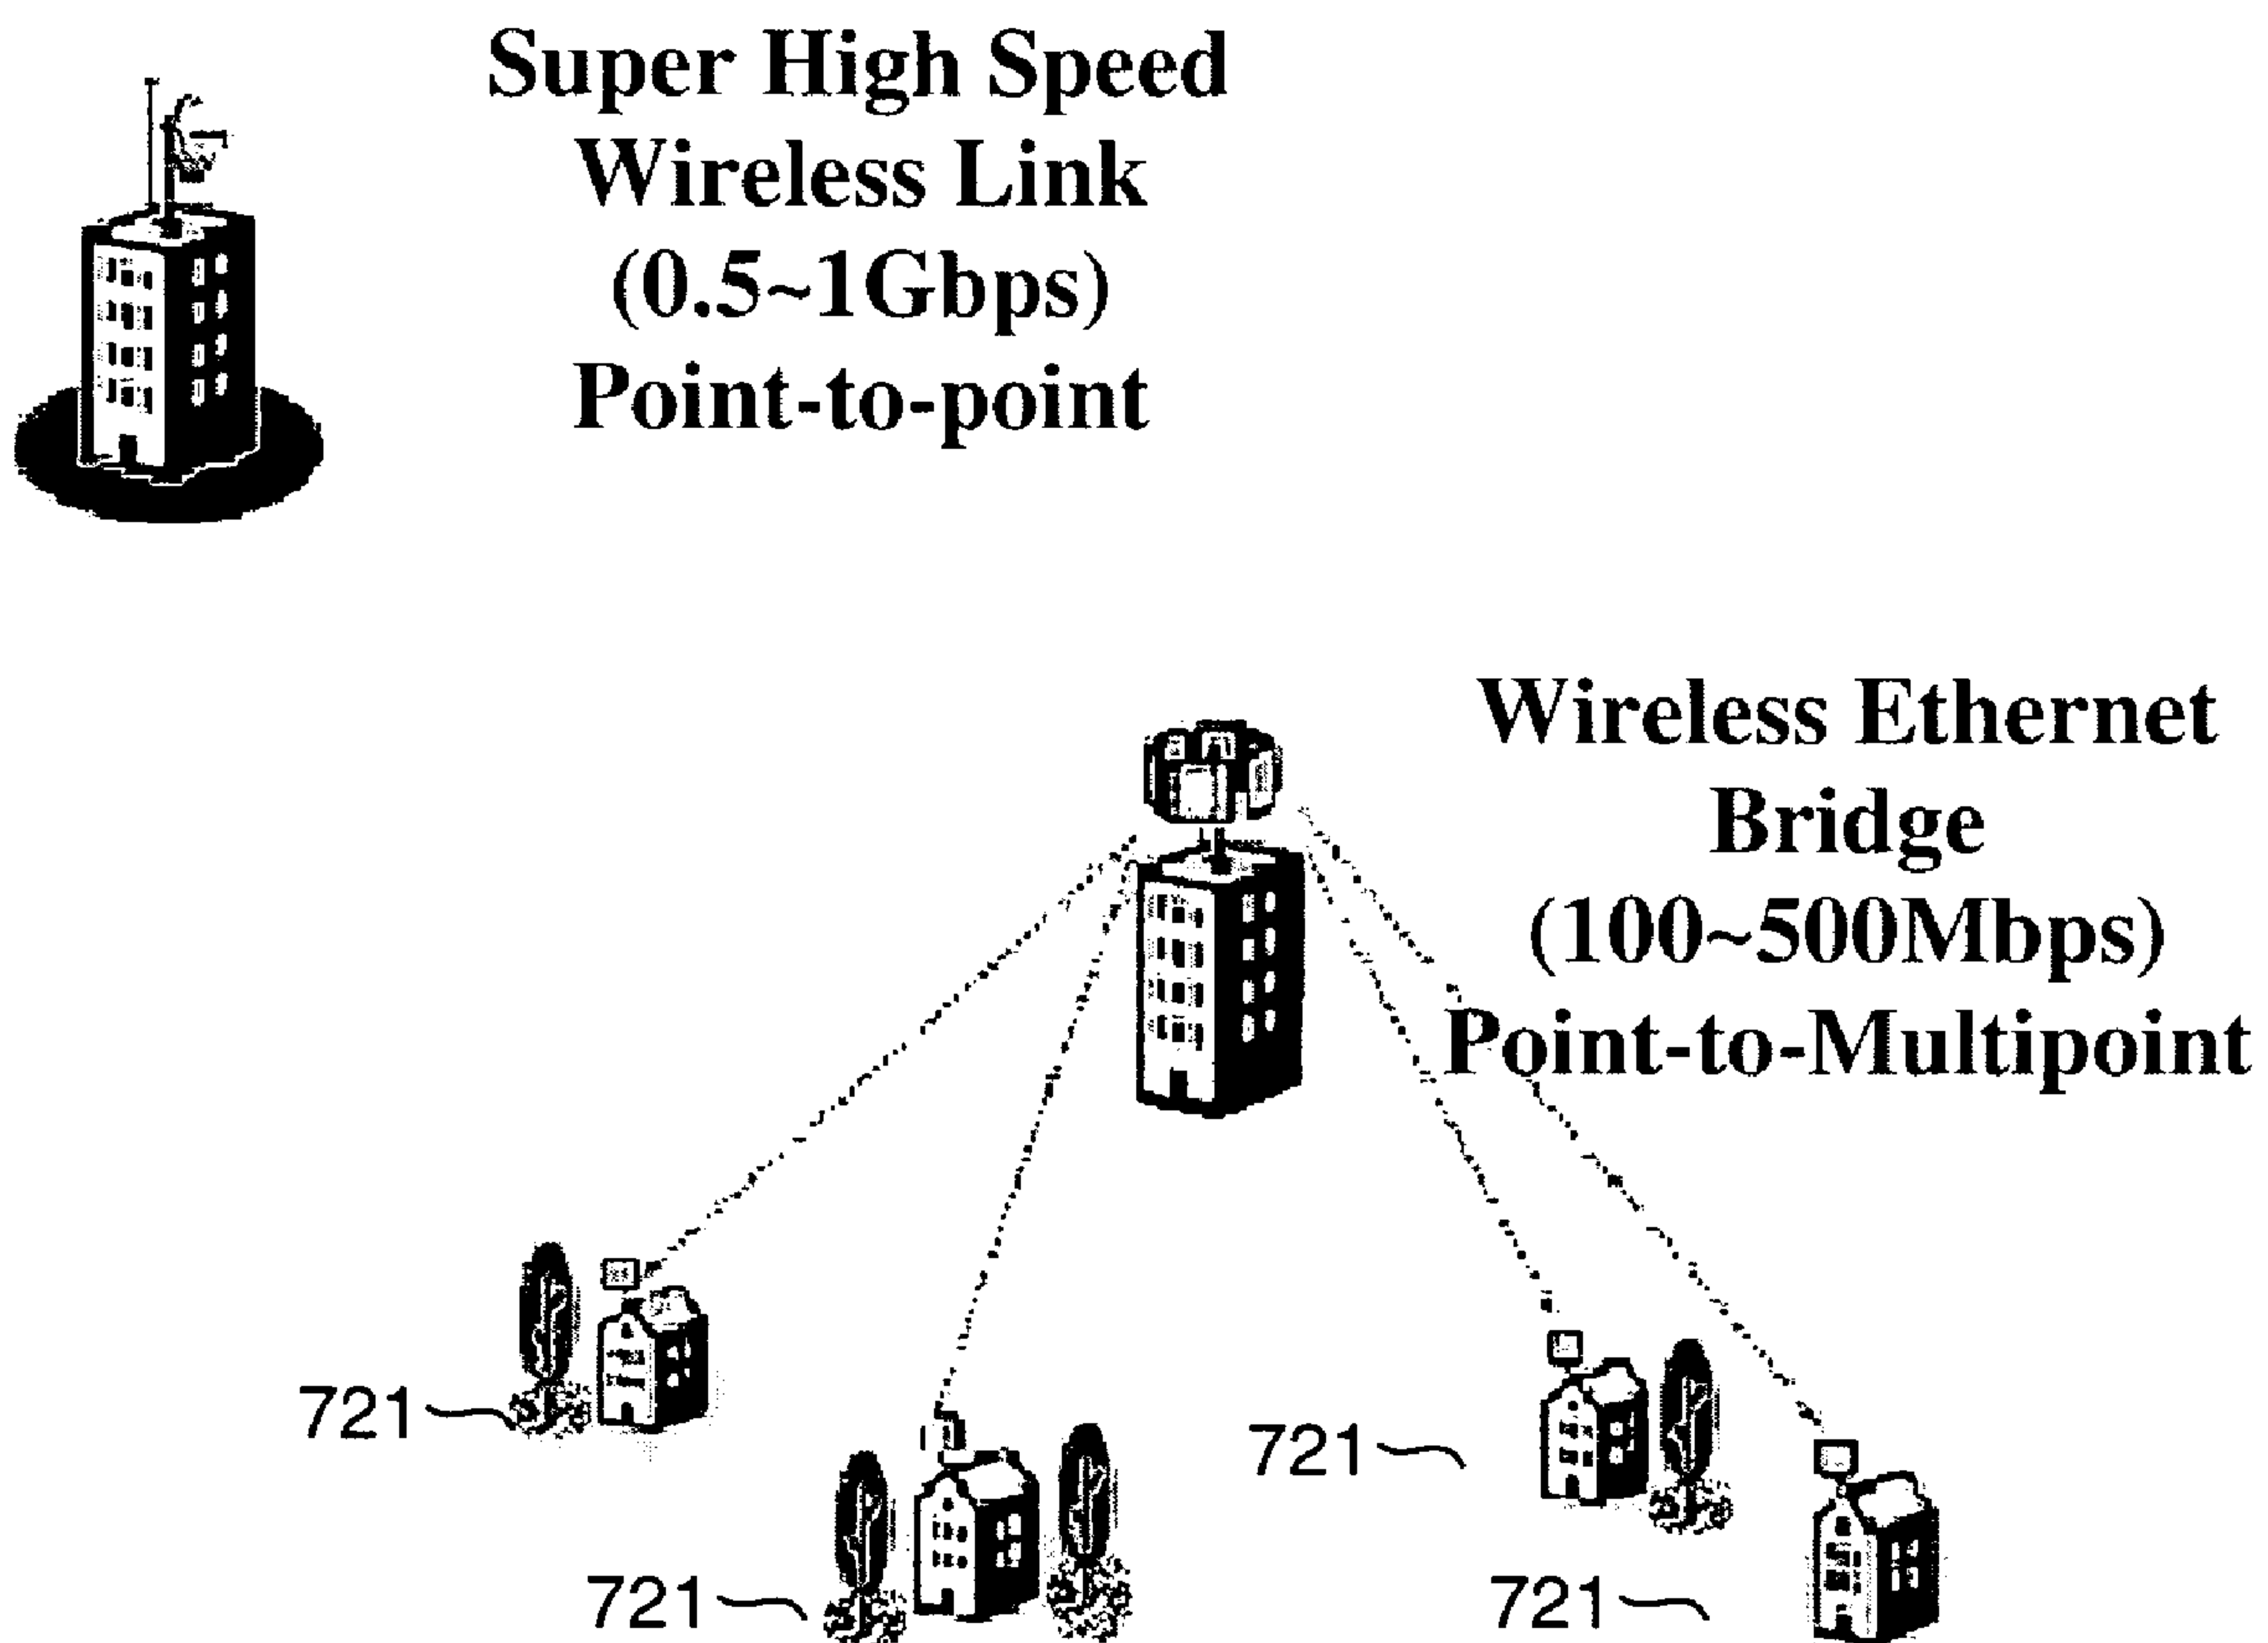 Super High Speed
Wireless Link
(0.5~1Gbps)
Point-to-point
Wireless Ethernet
Bridge
(100~500Mbps)
Point-to-Multipoint
721
721
721
721